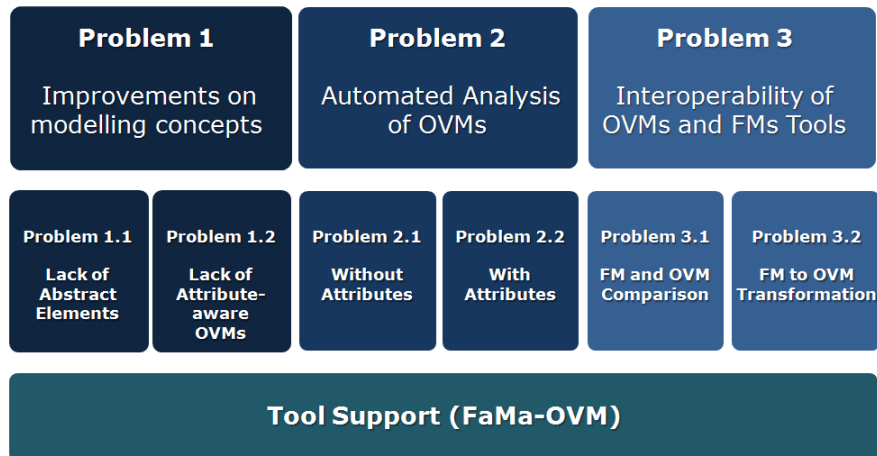 Problem 1
Improvements on
modelling concepts
Problem 2
Automated Analysis
of OVMs
Problem 3
Interoperability of
OVMs and FMs Tools
Problem 1.1
Lack of
Abstract
Elements
Problem 1.2
Lack of
Attribute-
aware
OVMs
Problem 2.1
Without
Attributes
Problem 2.2
With
Attributes
Problem 3.1
FM and OVM
Comparison
Problem 3.2
FM to OVM
Transformation
Tool Support (FaMa-OVM)